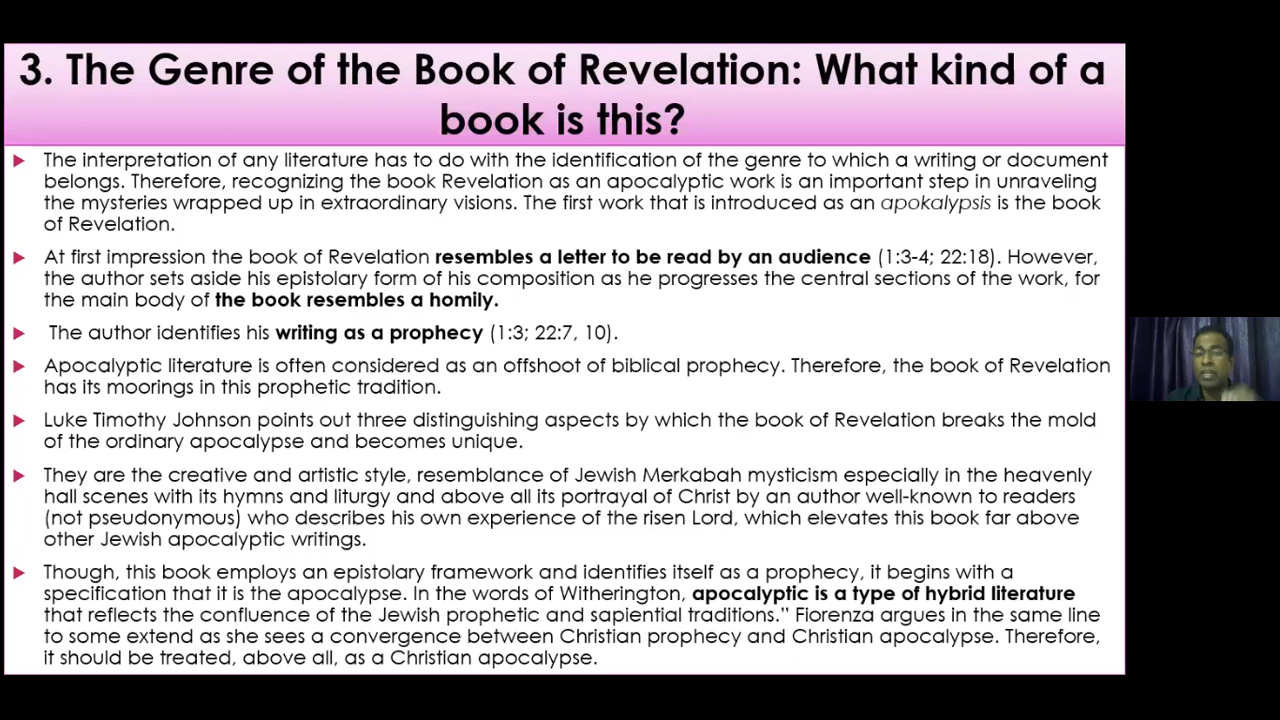 3. The Genre of the Book of Revelation: What kind of a
book is this?
The interpretation of any literature has to do with the identification of the genre to which a writing or document
belongs. Therefore, recognizing the book Revelation as an apocalyptic work is an important step in unraveling
the mysteries wrapped up in extraordinary visions. The first work that is introduced as an apokalypsis is the book
of Revelation.
At first impression the book of Revelation resembles a letter to be read by an audience (1:3-4; 22:18). However,
the author sets aside his epistolary form of his composition as he progresses the central sections of the work, for
the main body of the book resembles a homily.
The author identifies his writing as a prophecy (1:3; 22:7, 10).
Apocalyptic literature is often considered as an offshoot of biblical prophecy. Therefore, the book of Revelation
has its moorings in this prophetic tradition.
Luke Timothy Johnson points out three distinguishing aspects by which the book of Revelation breaks the mold
of the ordinary apocalypse and becomes unique.
They are the creative and artistic style, resemblance of Jewish Merkabah mysticism especially in the heavenly
hall scenes with its hymns and liturgy and above all its portrayal of Christ by an author well-known to readers
(not pseudonymous) who describes his own experience of the risen Lord, which elevates this book far above
other Jewish apocalyptic writings.
Though, this book employs an epistolary framework and identifies itself as a prophecy, it begins with a
specification that it is the apocalypse. In the words of Witherington, apocalyptic is a type of hybrid literature
that reflects the confluence of the Jewish prophetic and sapiential traditions.” Fiorenza argues in the same line
to some extend as she sees a convergence between Christian prophecy and Christian apocalypse. Therefore,
it should be treated, above all, as a Christian apocalypse.